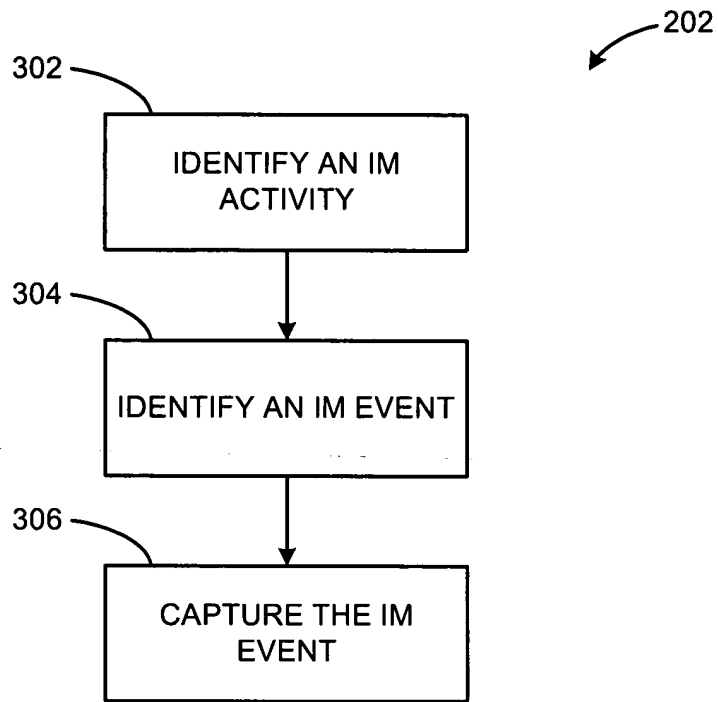 202
302
IDENTIFY AN IM
ACTIVITY
304
IDENTIFY AN IM EVENT
306
CAPTURE THE IM
EVENT